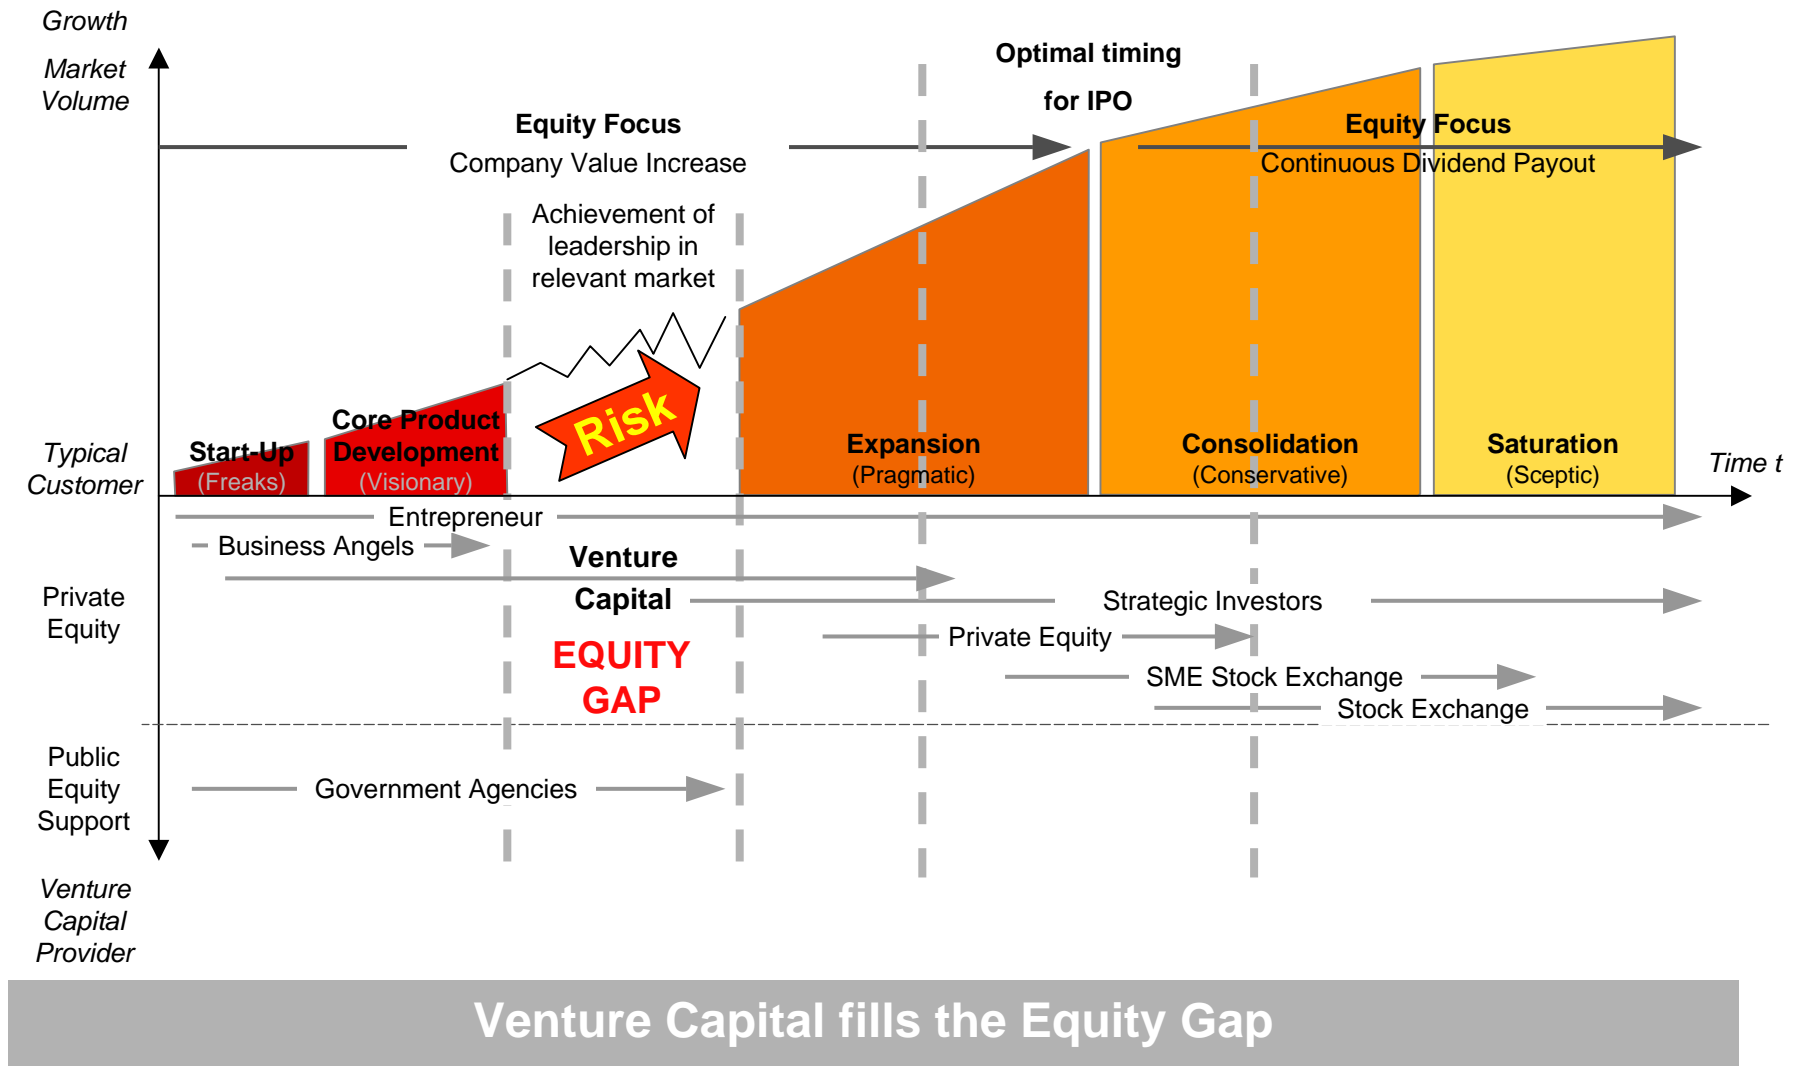 Growth
Market
Volume
Optimal timing
for IPO
Equity Focus
Company Value Increase
Equity Focus
Continuous Dividend Payout
Achievement of
leadership in
relevant market
Risk
Typical
Customer
Start-Up
(Freaks)
Core Product
Development
(Visionary)
Expansion
(Pragmatic)
Consolidation
(Conservative)
Saturation
(Sceptic)
Time t
Entrepreneur
Business Angels
Venture
Capital
Strategic Investors
Private
Equity
Private Equity
EQUITY
GAP
SME Stock Exchange
Stock Exchange
Public
Equity
Support
Government Agencies
Venture
Capital
Provider
Venture Capital fills the Equity Gap